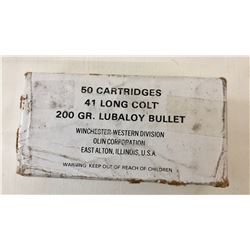 50 CARTRIDGES
41 LONG COLT
200 GR. LUBALOY BULLET
WINCHESTER-WESTERN DIVISION
OLIN CORPORATION
EAST ALTON, ILLINOIS, U.S.A.
WARNING: KEEP OUT OF REACH OF CHILDREN